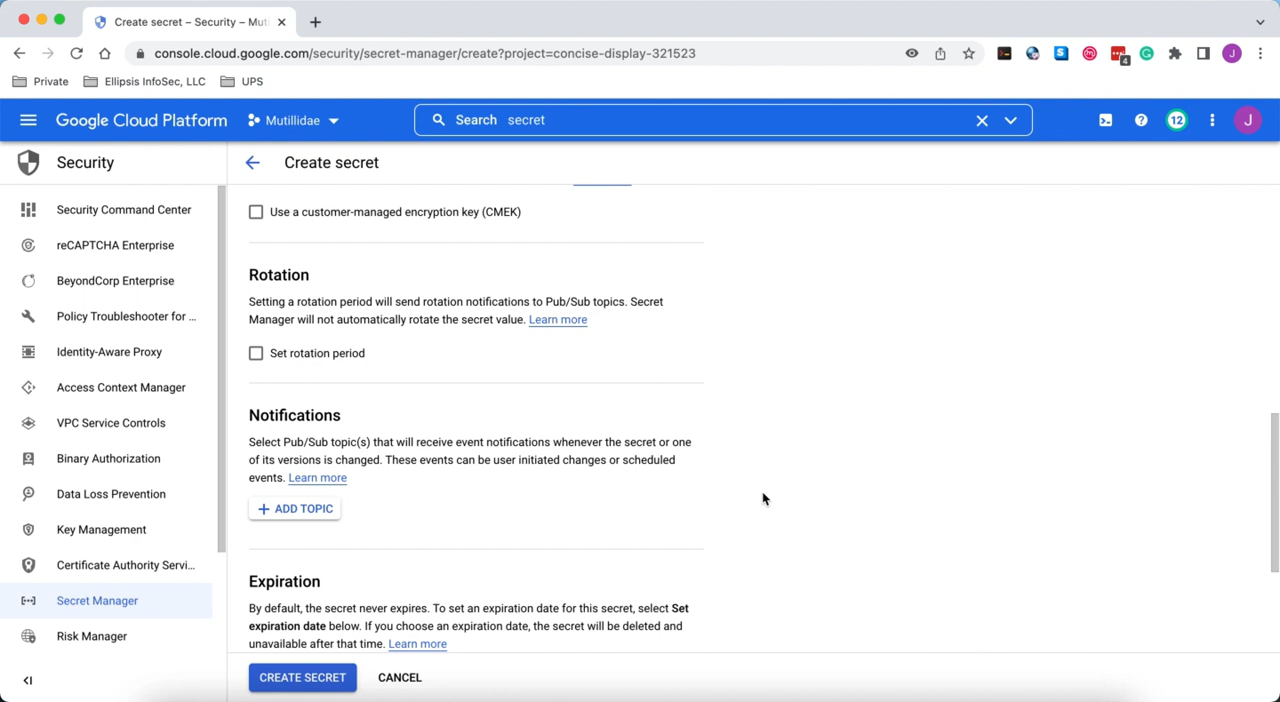 Create secret – Security – Mut
console.cloud.google.com/security/secret-manager/create?project=concise-display-321523
4
J
Private
Ellipsis InfoSec, LLC
UPS
Google Cloud Platform
Mutillidae
Search secret
12
J
Security
Create secret
Security Command Center
reCAPTCHA Enterprise
BeyondCorp Enterprise
Policy Troubleshooter for ...
Identity-Aware Proxy
Access Context Manager
VPC Service Controls
Binary Authorization
Data Loss Prevention
Key Management
Certificate Authority Servi...
Secret Manager
Risk Manager
Use a customer-managed encryption key (CMEK)
Rotation
Setting a rotation period will send rotation notifications to Pub/Sub topics. Secret
Manager will not automatically rotate the secret value. Learn more
Set rotation period
Notifications
Select Pub/Sub topic(s) that will receive event notifications whenever the secret or one
of its versions is changed. These events can be user initiated changes or scheduled
events. Learn more
+ ADD TOPIC
Expiration
By default, the secret never expires. To set an expiration date for this secret, select Set
expiration date below. If you choose an expiration date, the secret will be deleted and
unavailable after that time. Learn more
CREATE SECRET
CANCEL